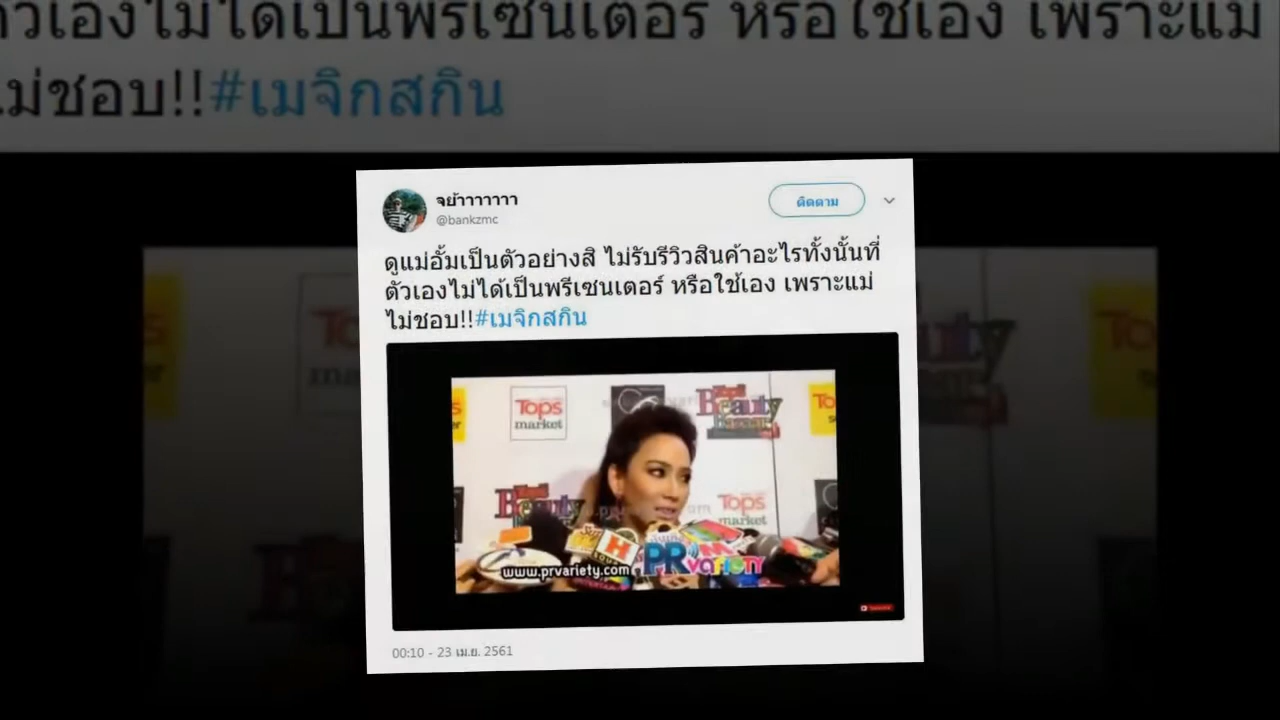 ตัวเองไม่ได้เป็นพรีเซนเตอร์ หรือใช้เอง เพราะแม่
ไม่ชอบ!!#เมจิกสกิน
จย้าาาาาาา
@bankzmc
ติดตาม
ดูแม่อั้มเป็นตัวอย่างสิ ไม่รับรีวิวสินค้าอะไรทั้งนั้นที่
ตัวเองไม่ได้เป็นพรีเซนเตอร์ หรือใช้เอง เพราะแม่
ไม่ชอบ!!#เมจิกสกิน
Tops
market
Beauty
Beauty
Tops
market
H
PR
variety
www.prvariety.com
00:10 - 23 เม.ย. 2561